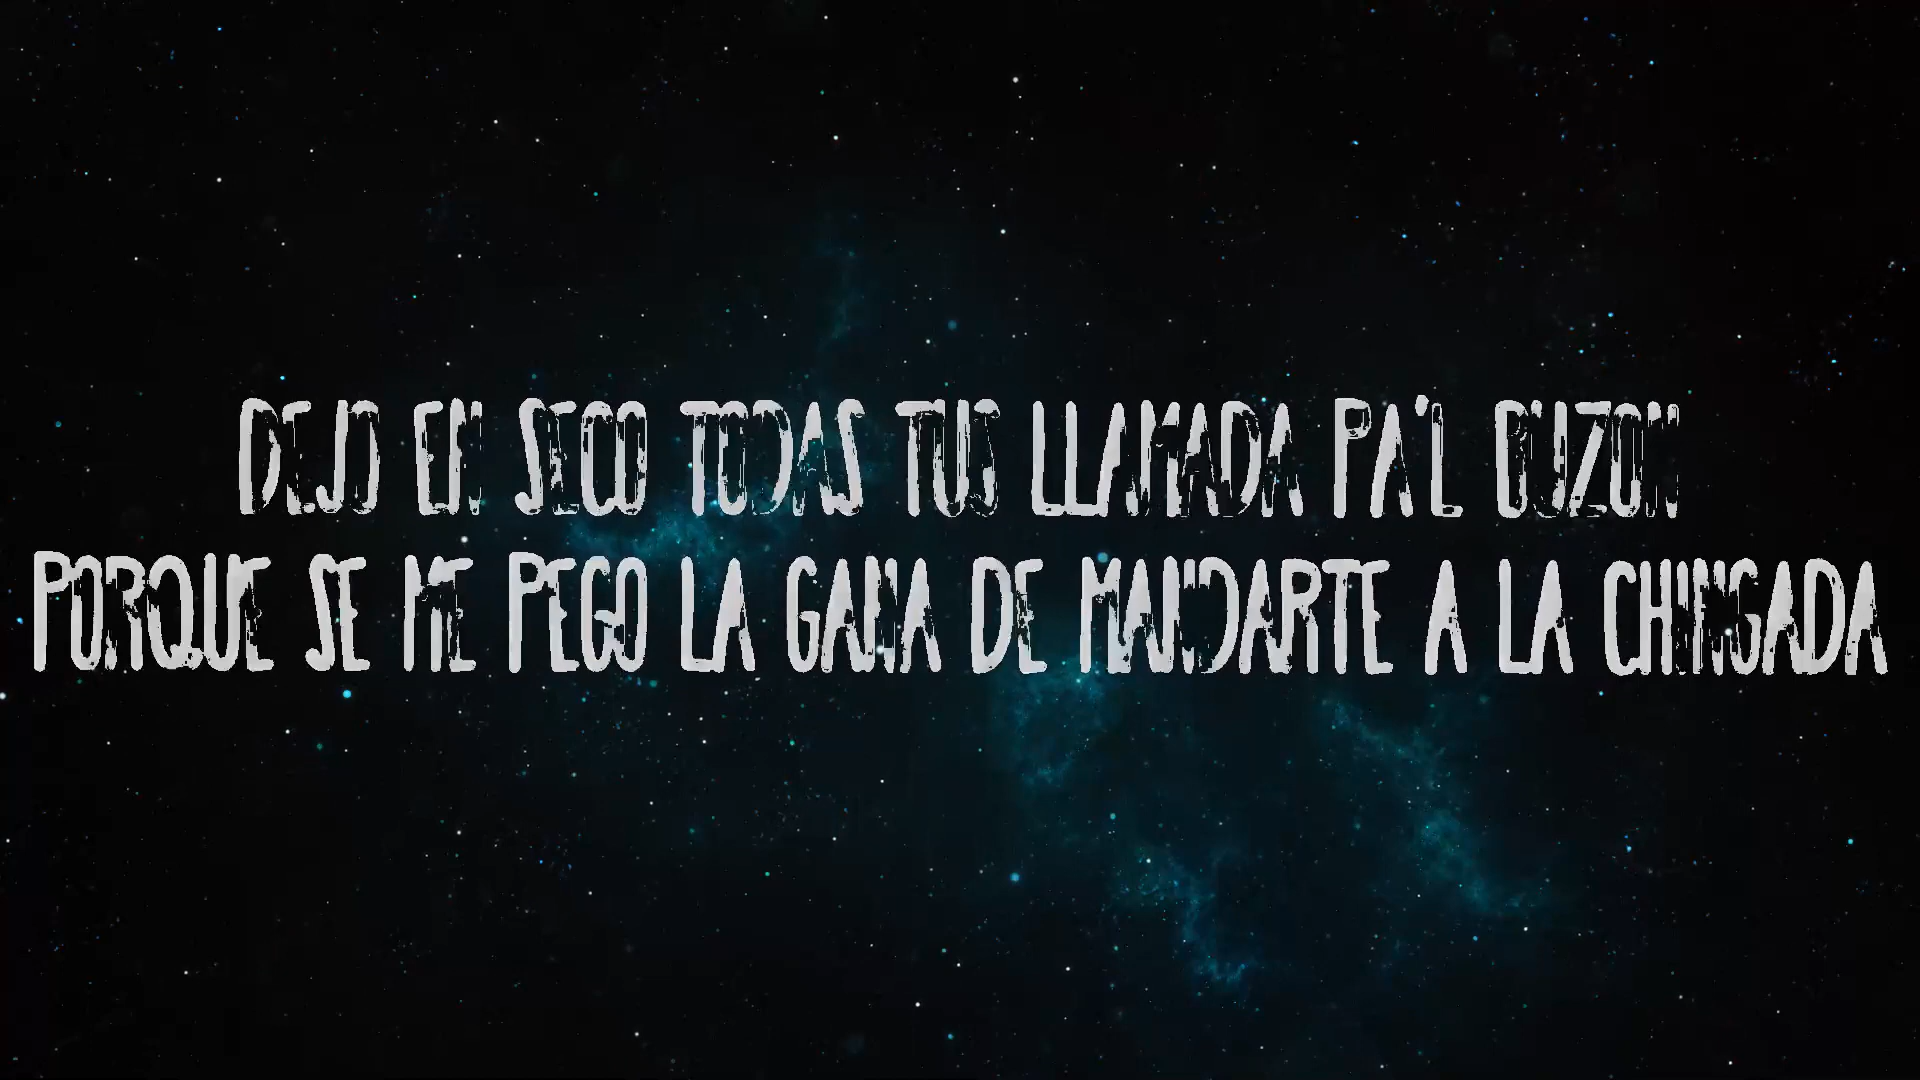 DEJO EN SECO TODAS TUS LLAMADA PA'L BUZON
PORQUE SE ME PEGO LA GANA DE MANDARTE A LA CHINGADA